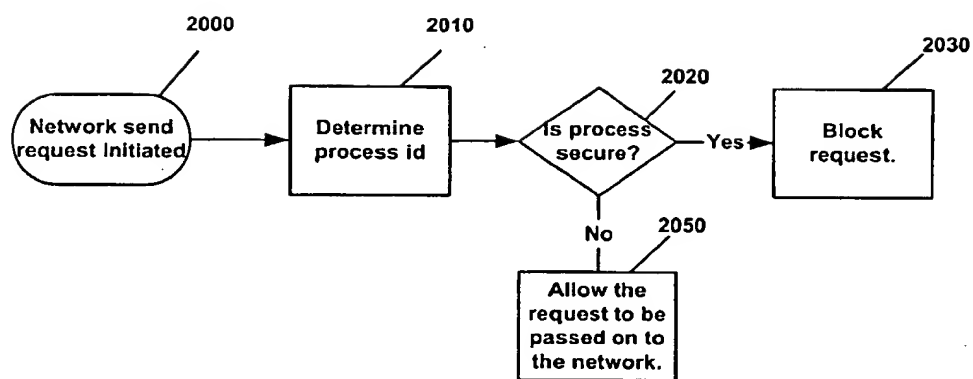 2000
2010
2020
2030
Network send
request Initiated
Determine
process id
Is process
secure?
Yes
Block
request.
No
2050
Allow the
request to be
passed on to
the network.